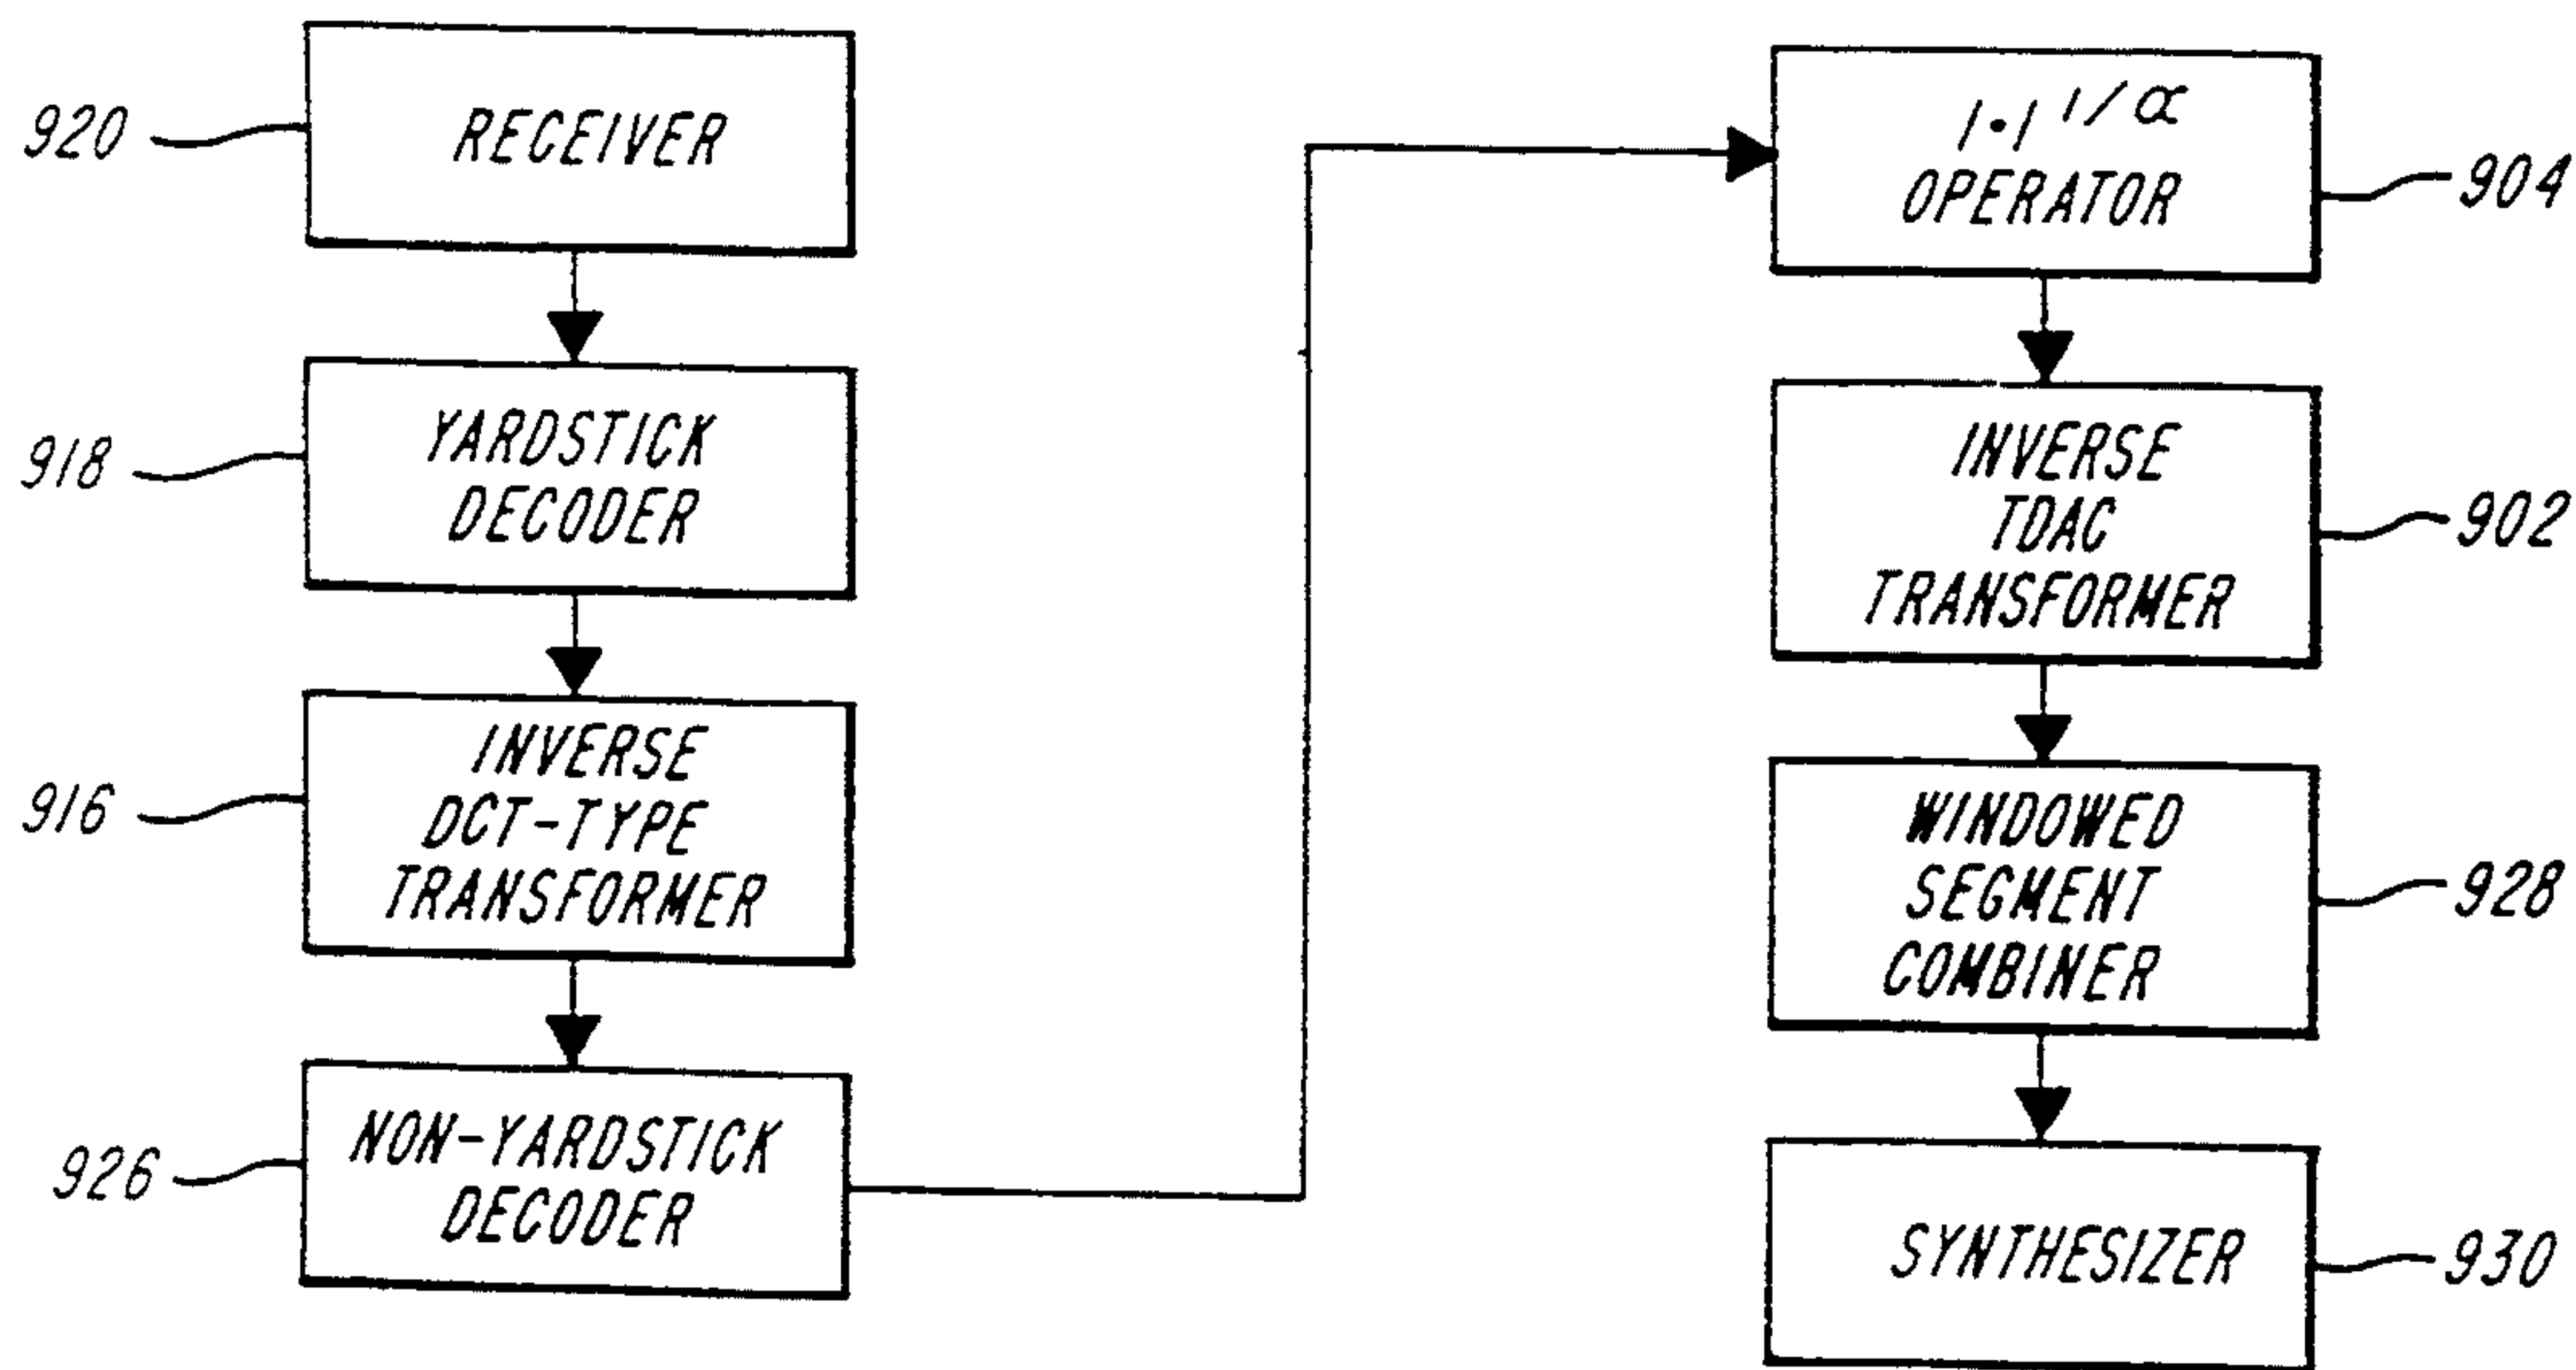 920
RECEIVER
918
YARDSTICK
DECODER
916
INVERSE
DCT-TYPE
TRANSFORMER
926
NON-YARDSTICK
DECODER
|•| 1/α
OPERATOR
904
INVERSE
TDAC
TRANSFORMER
902
WINDOWED
SEGMENT
COMBINER
928
SYNTHESIZER
930